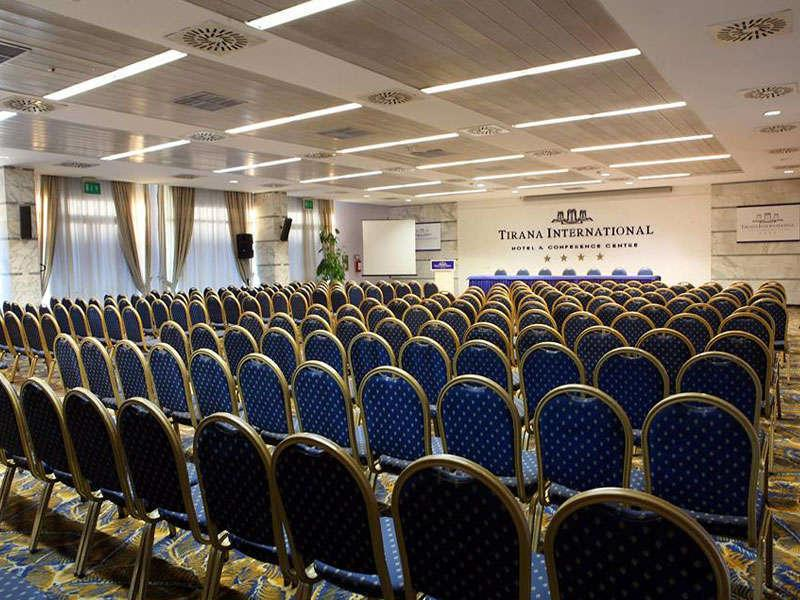 TIRANA INTERNATIONAL
HOTEL & CONFERENCE CENTRE